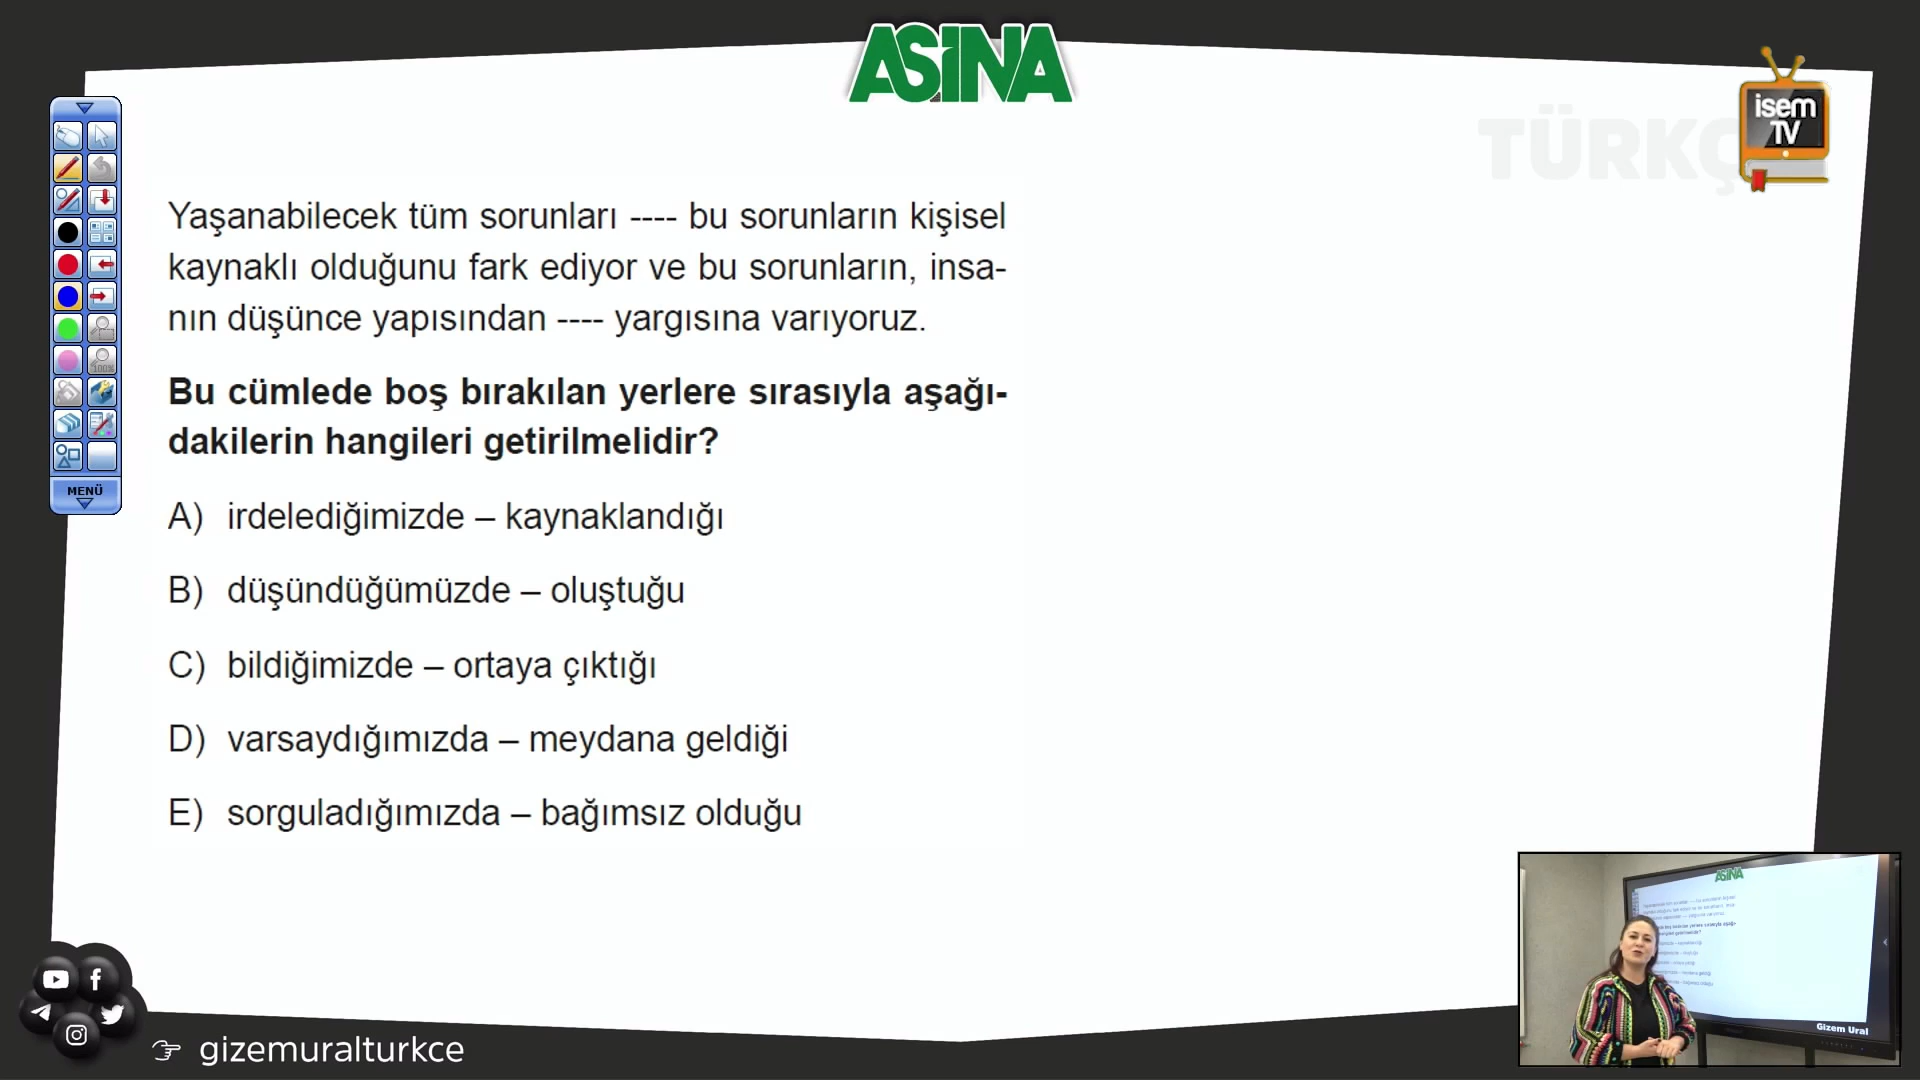 ASİNA
TÜRKÇ
isem
TV
Yaşanabilecek tüm sorunları ---- bu sorunların kişisel
kaynaklı olduğunu fark ediyor ve bu sorunların, insa-
nın düşünce yapısından ---- yargısına varıyoruz.
Bu cümlede boş bırakılan yerlere sırasıyla aşağı-
dakilerin hangileri getirilmelidir?
A) irdelediğimizde – kaynaklandığı
B) düşündüğümüzde – oluştuğu
C) bildiğimizde – ortaya çıktığı
D) varsaydığımızda – meydana geldiği
E) sorguladığımızda – bağımsız olduğu
100%
MENÜ
ASİNA
Gizem Ural
gizemuralturkce